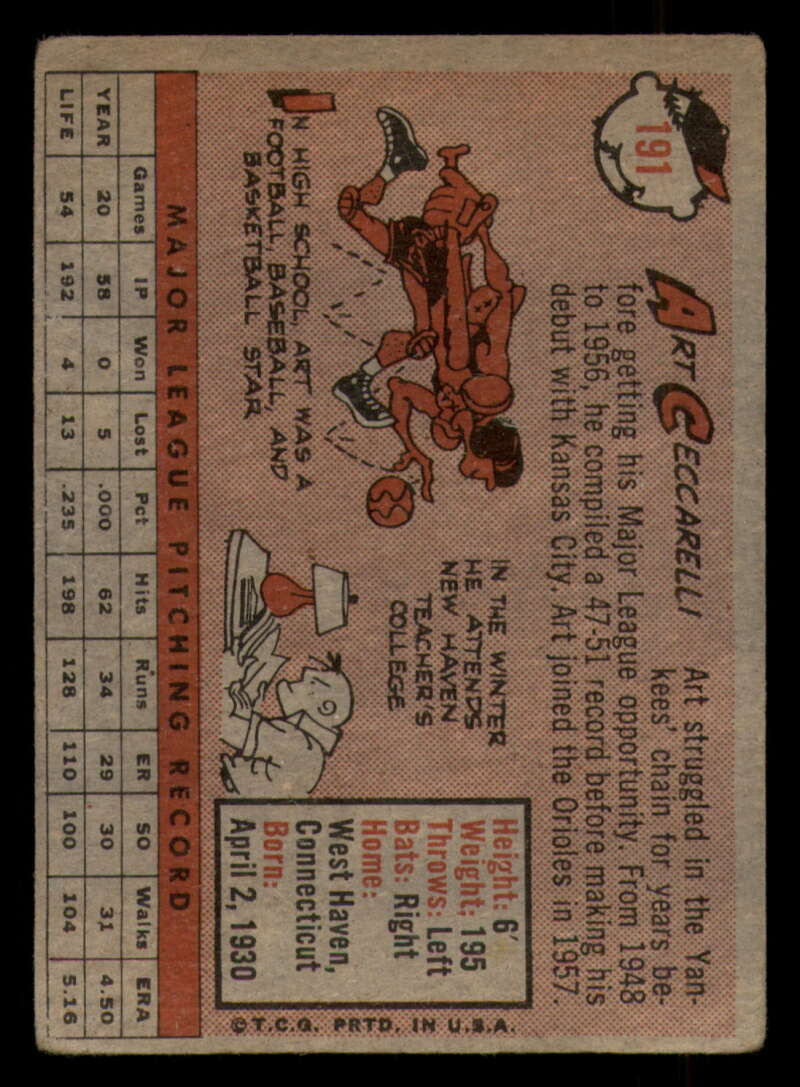 191
ART CECCARELLI
Art struggled in the Yan-
kees' chain for years be-
fore getting his Major League opportunity. From 1948
to 1956, he compiled a 47-51 record before making his
debut with Kansas City. Art joined the Orioles in 1957.
IN HIGH SCHOOL, ART WAS A
FOOTBALL, BASEBALL, AND
BASKETBALL STAR
IN THE WINTER
HE ATTENDS
NEW HAVEN
TEACHER'S
COLLEGE
Height: 6'
Weight: 195
Throws: Left
Bats: Right
Home:
West Haven,
Connecticut
Born:
April 2, 1930
©T.C.G. PRTD. IN U.S.A.
MAJOR LEAGUE PITCHING RECORD
Games IP Won Lost Pct Hits Runs ER SO Walks ERA
YEAR 20 58 0 5 .000 62 34 29 30 31 4.50
LIFE 54 192 4 13 .235 198 128 110 100 104 5.16